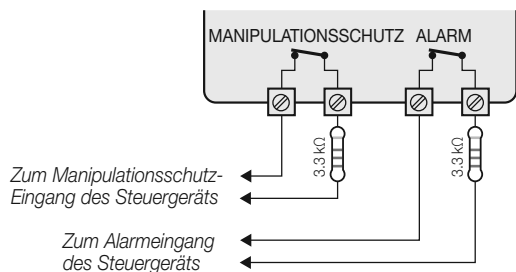 MANIPULATIONSSCHUTZ ALARM
3.3 kΩ
3.3 kΩ
Zum Manipulationsschutz-
Eingang des Steuergeräts
Zum Alarmeingang
des Steuergeräts